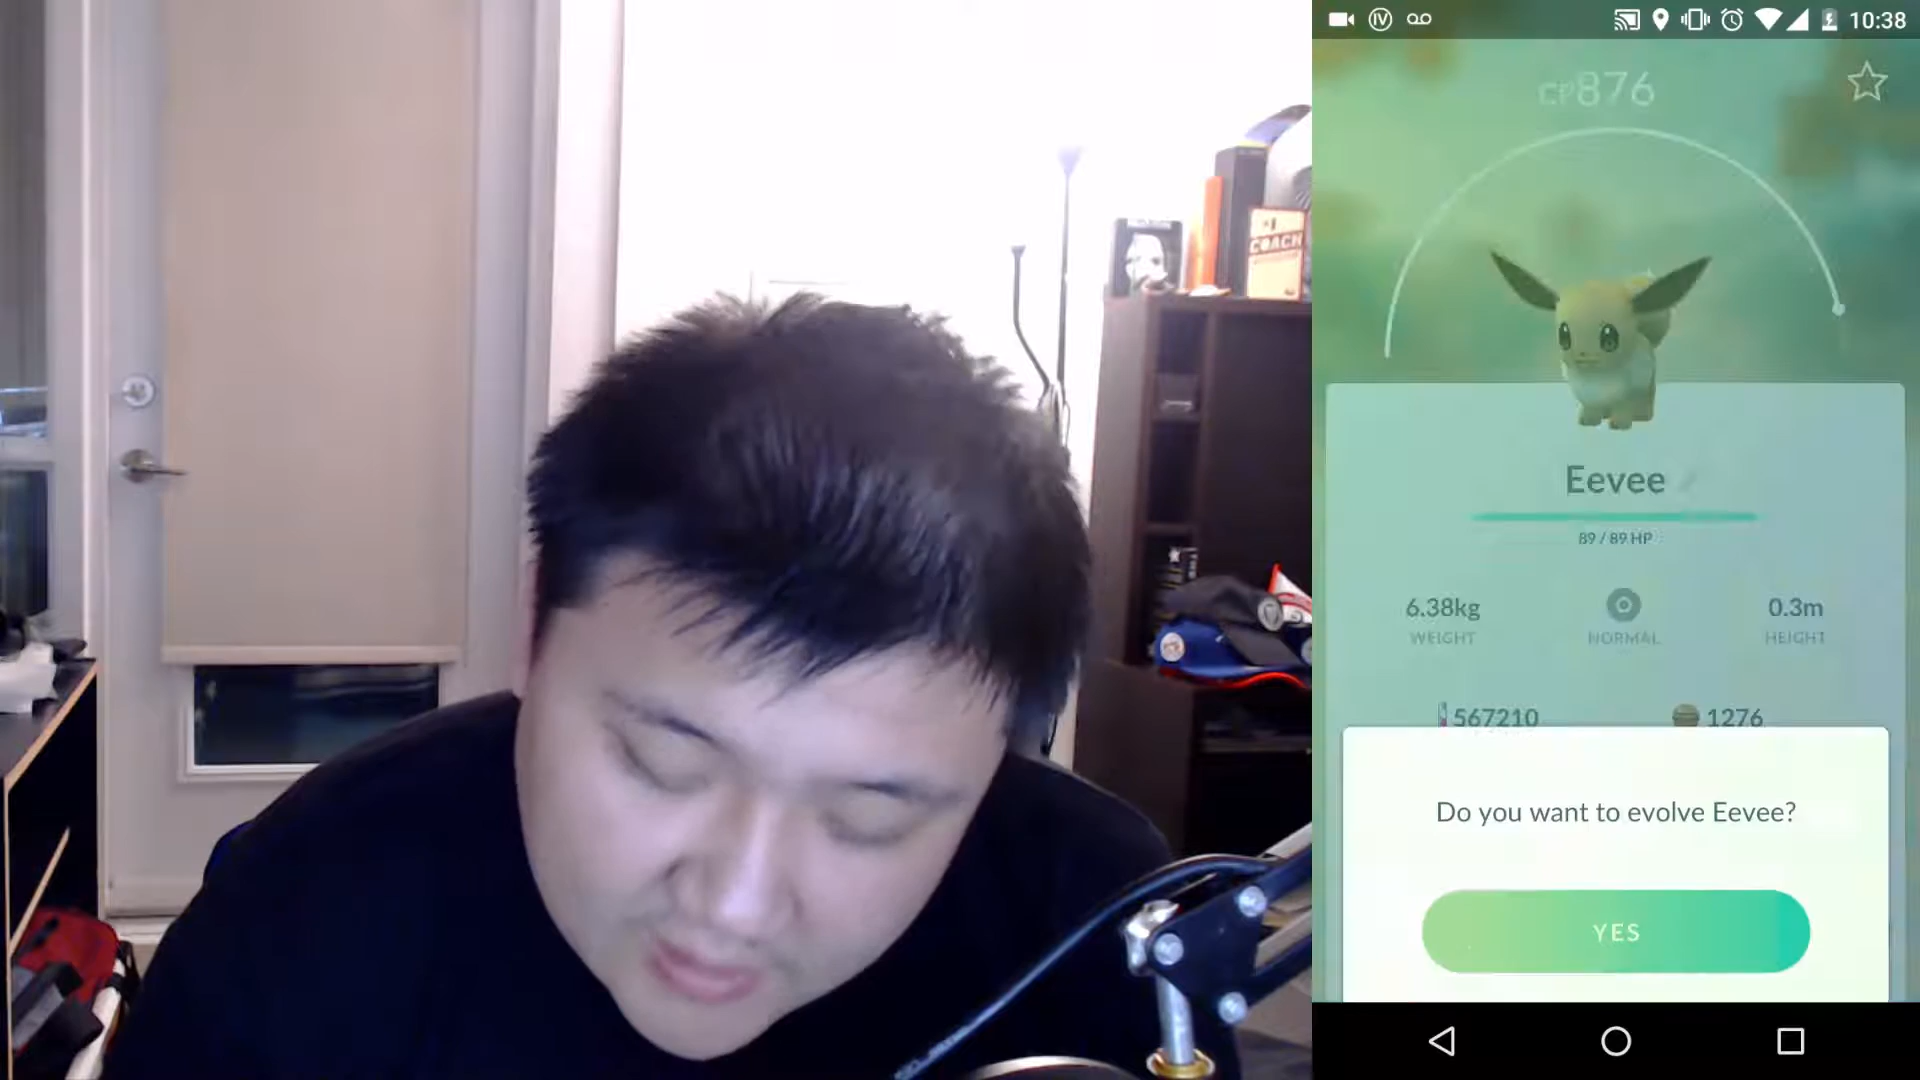 IV
10:38
CP876
COACH
Eevee
89 / 89 HP
6.38kg
0.3m
WEIGHT
NORMAL
HEIGHT
567210
1276
Do you want to evolve Eevee?
YES